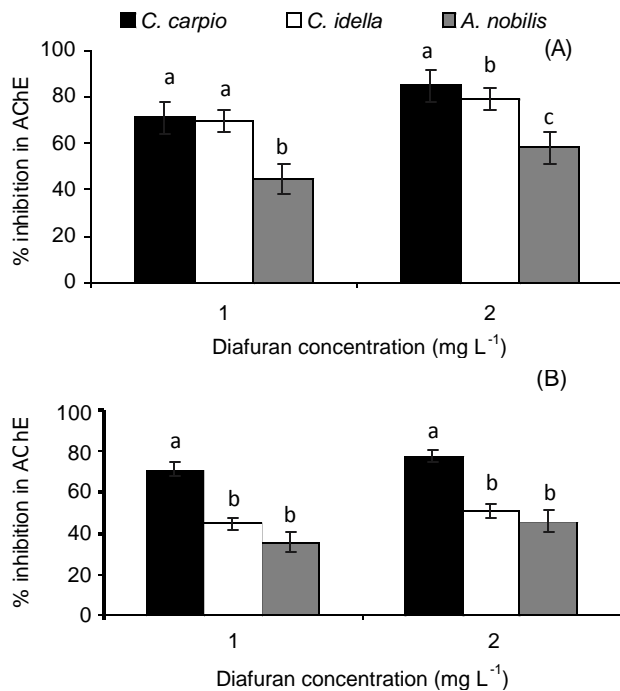 C. carpio C. idella A. nobilis
(A)
% inhibition in AChE
100
80
60
40
20
0
a a b
a b c
1 2
Diafuran concentration (mg L-1)
(B)
% inhibition in AChE
100
80
60
40
20
0
a b b
a b b
1 2
Diafuran concentration (mg L-1)